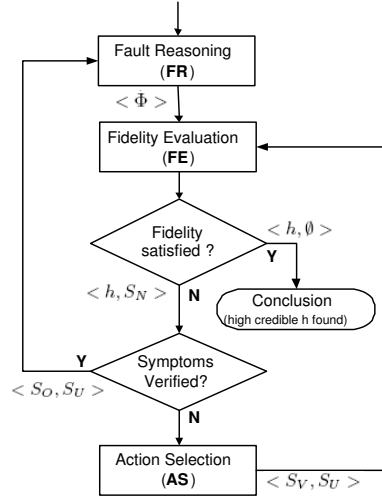 Fault Reasoning
(FR)
< Φ̂ >
Fidelity Evaluation
(FE)
Fidelity
satisfied ?
< h, ∅ >
Y
< h, S_N >
N
Conclusion
(high credible h found)
Y
Symptoms
Verified?
< S_O, S_U >
N
Action Selection
(AS)
< S_V, S_U >